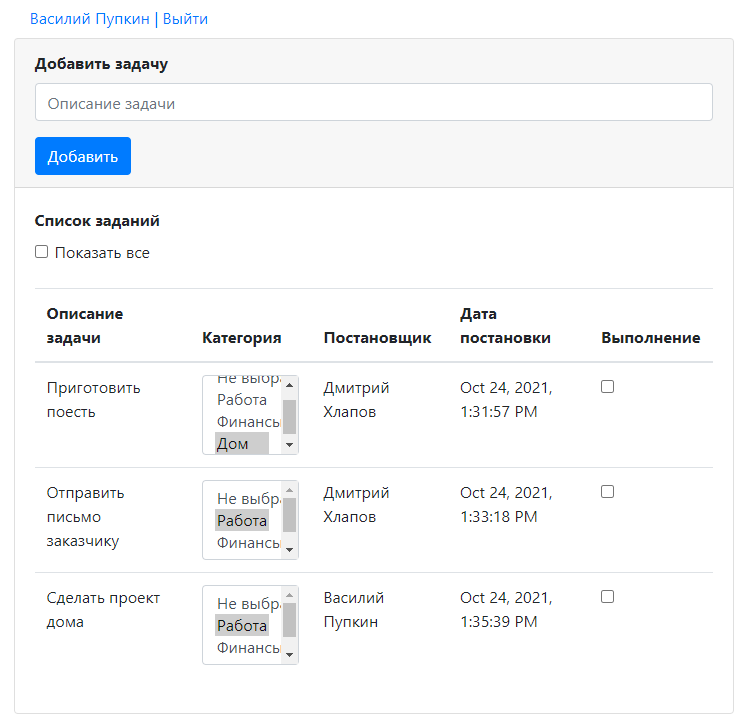 Василий Пупкин | Выйти
Добавить задачу
Описание задачи
Добавить
Список заданий
Показать все
Описание задачи
Категория
Постановщик
Дата постановки
Выполнение
Приготовить
поесть
Не выбра
Работа
Финансы
Дом
Дмитрий
Хлапов
Oct 24, 2021,
1:31:57 PM
Отправить
письмо
заказчику
Не выбра
Работа
Финансы
Дмитрий
Хлапов
Oct 24, 2021,
1:33:18 PM
Сделать проект
дома
Не выбра
Работа
Финансы
Василий
Пупкин
Oct 24, 2021,
1:35:39 PM